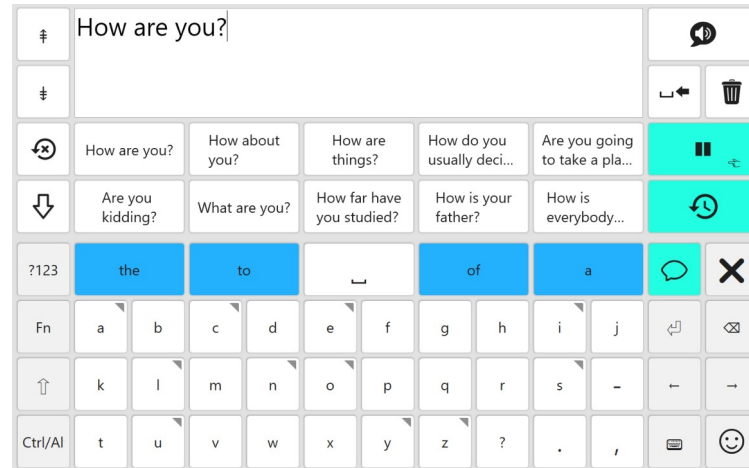 How are you?
How are you?
How about you?
How are things?
How do you usually deci...
Are you going to take a pla...
Are you kidding?
What are you?
How far have you studied?
How is your father?
How is everybody...
?123
the
to
of
a
Fn
a
b
c
d
e
f
g
h
i
j
k
l
m
n
o
p
q
r
s
-
Ctrl/Al
t
u
v
w
x
y
z
?
.
,